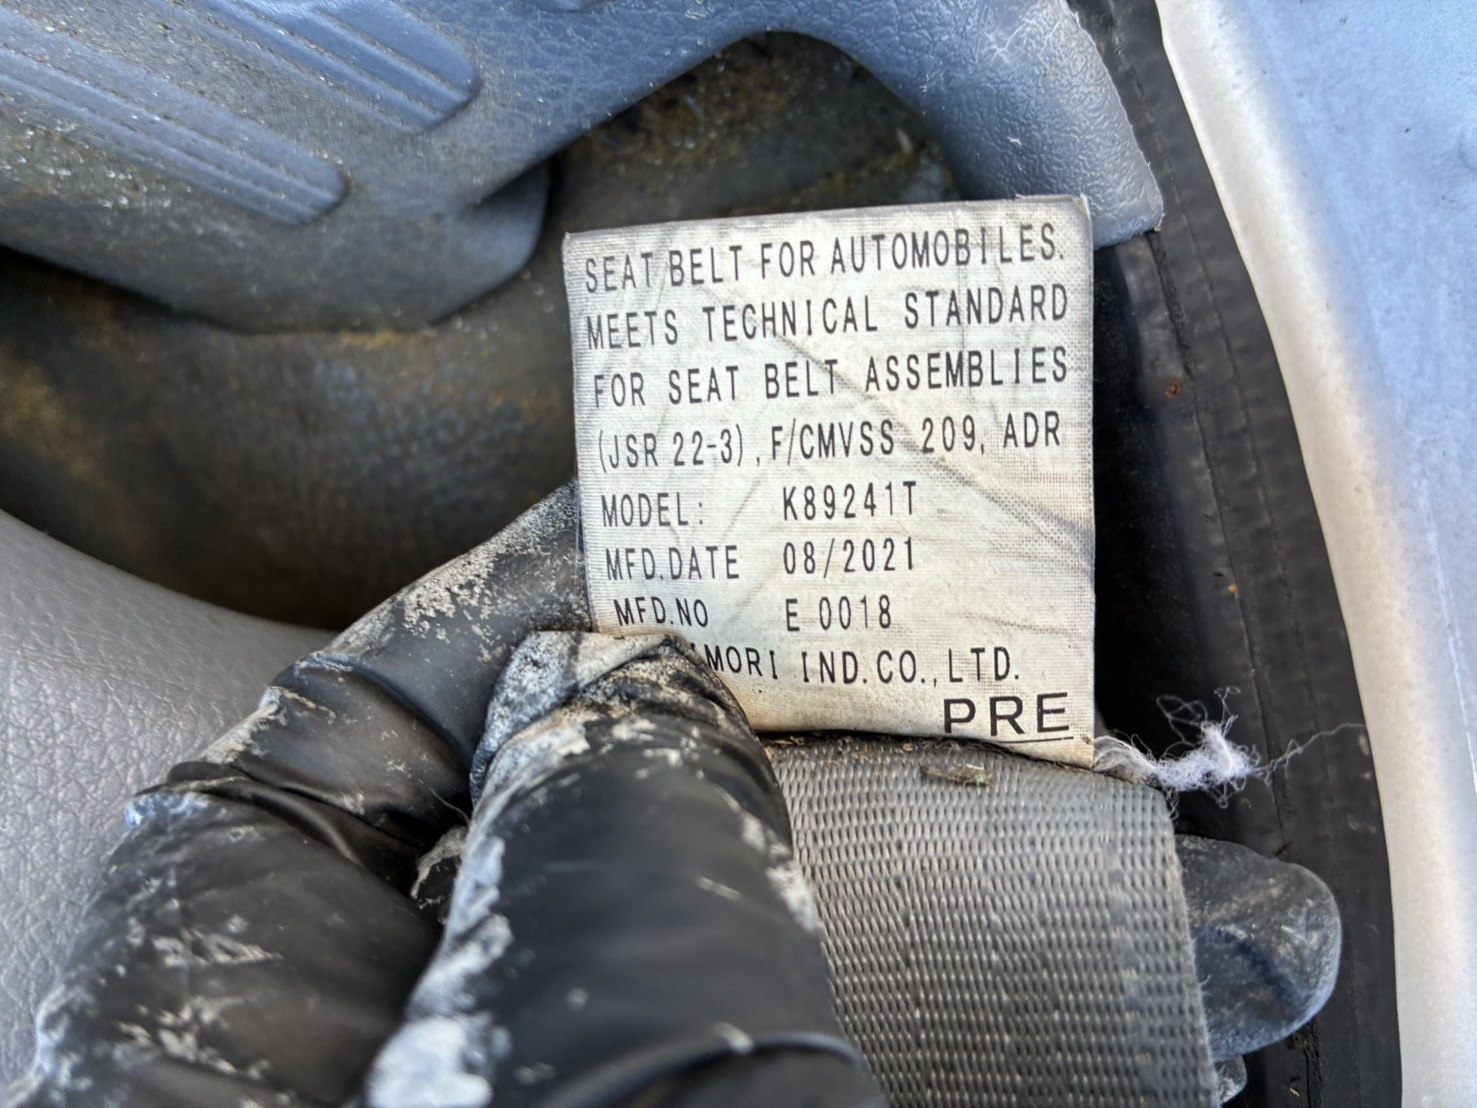 SEAT BELT FOR AUTOMOBILES.
MEETS TECHNICAL STANDARD
FOR SEAT BELT ASSEMBLIES
(JSR 22-3), F/CMVSS 209, ADR
MODEL: K89241T
MFD.DATE 08/2021
MFD.NO E 0018
IND.CO.,LTD.
PRE